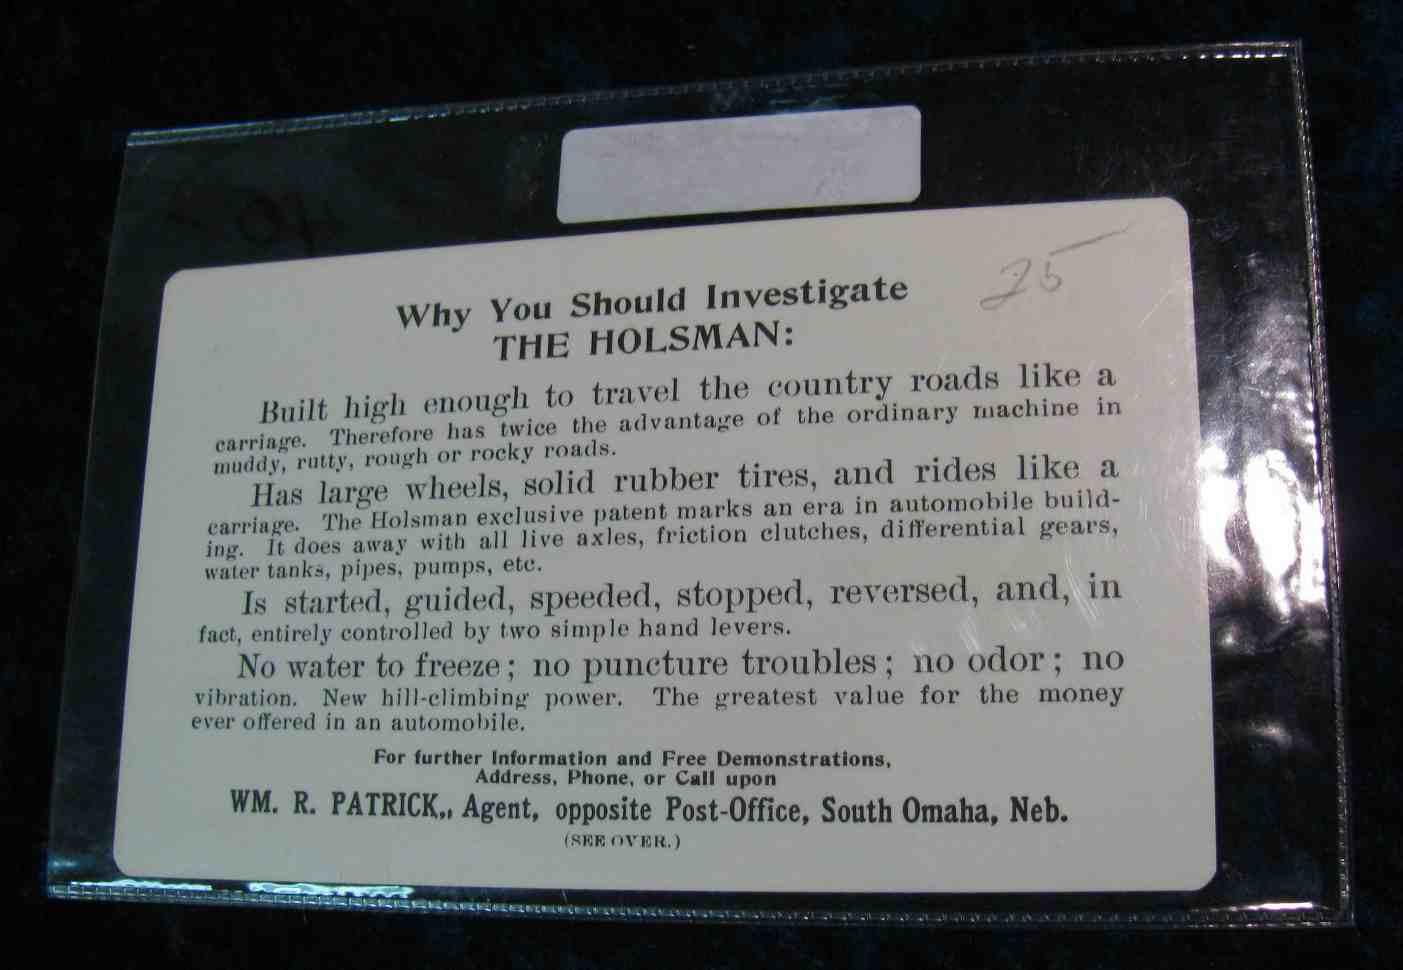 25
Why You Should Investigate
THE HOLSMAN:
Built high enough to travel the country roads like a
carriage. Therefore has twice the advantage of the ordinary machine in
muddy, rutty, rough or rocky roads.
Has large wheels, solid rubber tires, and rides like a
carriage. The Holsman exclusive patent marks an era in automobile build-
ing. It does away with all live axles, friction clutches, differential gears,
water tanks, pipes, pumps, etc.
Is started, guided, speeded, stopped, reversed, and, in
fact, entirely controlled by two simple hand levers.
No water to freeze; no puncture troubles; no odor; no
vibration. New hill-climbing power. The greatest value for the money
ever offered in an automobile.
For further Information and Free Demonstrations,
Address, Phone, or Call upon
WM. R. PATRICK,, Agent, opposite Post-Office, South Omaha, Neb.
(SEE OVER.)